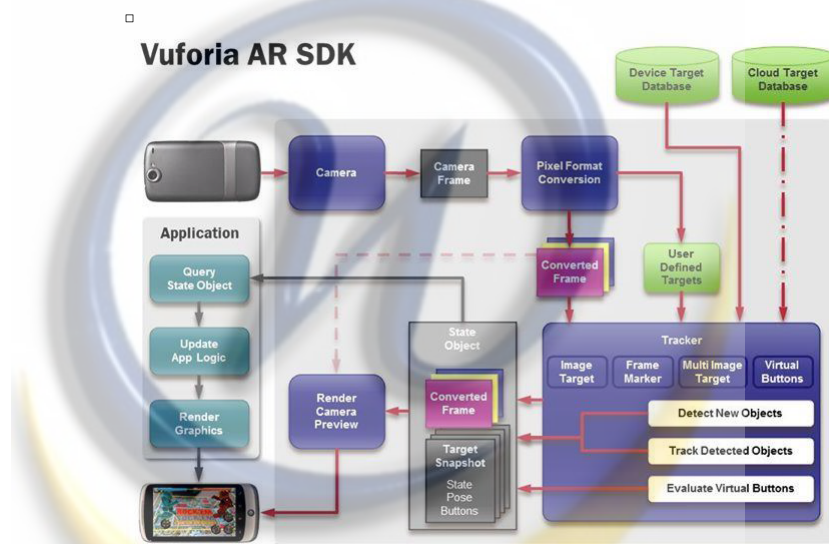 Vuforia AR SDK
Device Target
Database
Cloud Target
Database
Camera
Camera
Frame
Pixel Format
Conversion
Application
Query
State Object
Update
App Logic
Render
Graphics
Converted
Frame
User
Defined
Targets
State
Object
Converted
Frame
Target
Snapshot
State
Pose
Buttons
Render
Camera
Preview
Tracker
Image
Target
Frame
Marker
Multi Image
Target
Virtual
Buttons
Detect New Objects
Track Detected Objects
Evaluate Virtual Buttons